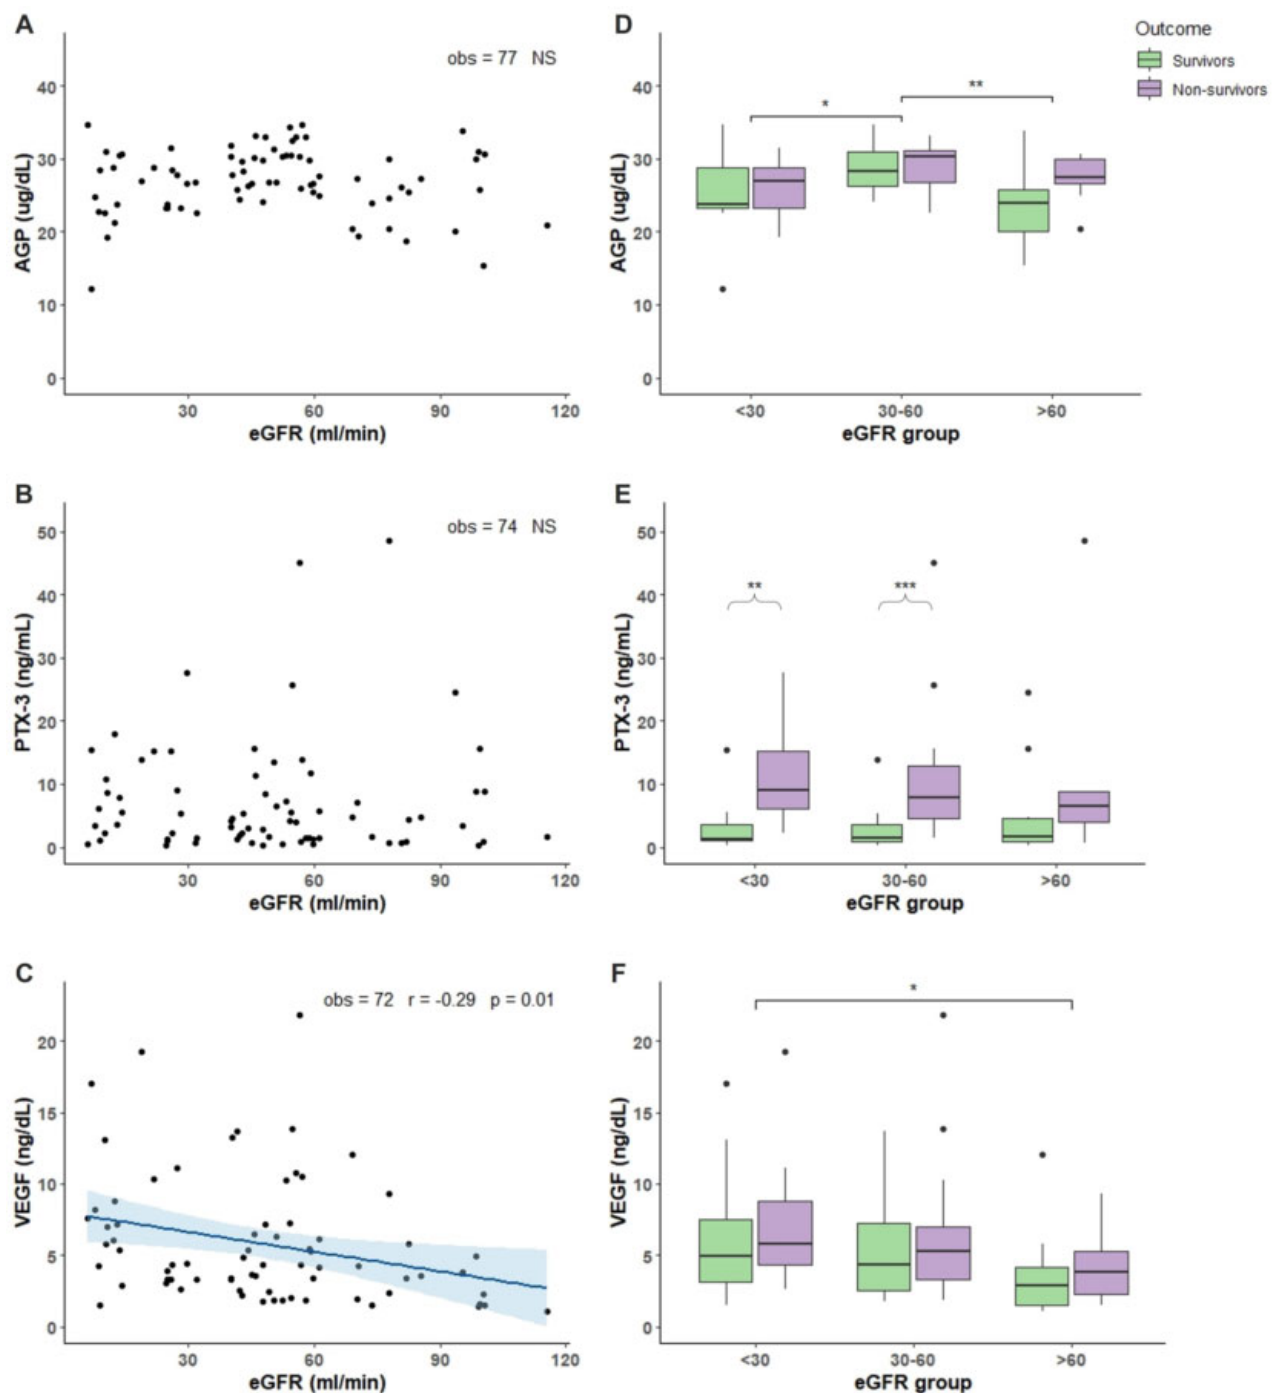 A
obs = 77 NS
AGP (ug/dL)
40
30
20
10
0
30 60 90 120
eGFR (ml/min)
D
Outcome
Survivors
Non-survivors
* **
AGP (ug/dL)
40
30
20
10
0
<30 30-60 >60
eGFR group
B
obs = 74 NS
PTX-3 (ng/mL)
50
40
30
20
10
0
30 60 90 120
eGFR (ml/min)
E
** ***
PTX-3 (ng/mL)
50
40
30
20
10
0
<30 30-60 >60
eGFR group
C
obs = 72 r = -0.29 p = 0.01
VEGF (ng/dL)
20
15
10
5
0
30 60 90 120
eGFR (ml/min)
F
*
VEGF (ng/dL)
20
15
10
5
0
<30 30-60 >60
eGFR group